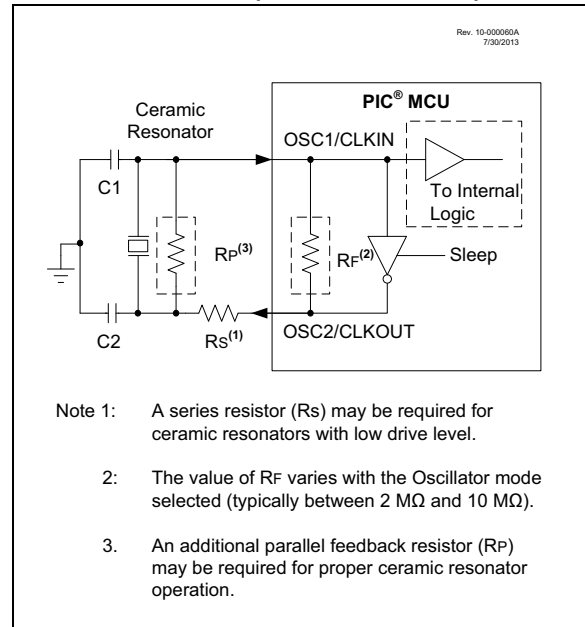 Rev. 10-000060A
7/30/2013
PIC® MCU
Ceramic
Resonator
OSC1/CLKIN
C1
To Internal
Logic
RP(3)
RF(2)
Sleep
C2
RS(1)
OSC2/CLKOUT
Note 1: A series resistor (Rs) may be required for
ceramic resonators with low drive level.
2: The value of RF varies with the Oscillator mode
selected (typically between 2 MΩ and 10 MΩ).
3. An additional parallel feedback resistor (RP)
may be required for proper ceramic resonator
operation.